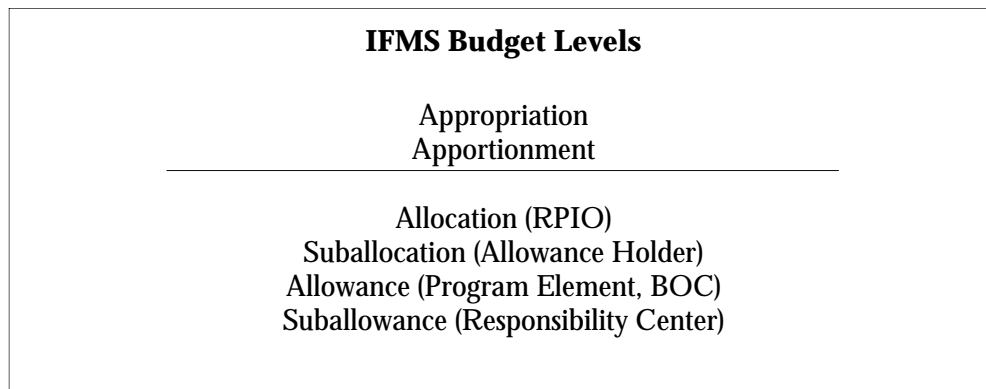 IFMS Budget Levels
Appropriation
Apportionment
Allocation (RPIO)
Suballocation (Allowance Holder)
Allowance (Program Element, BOC)
Suballowance (Responsibility Center)